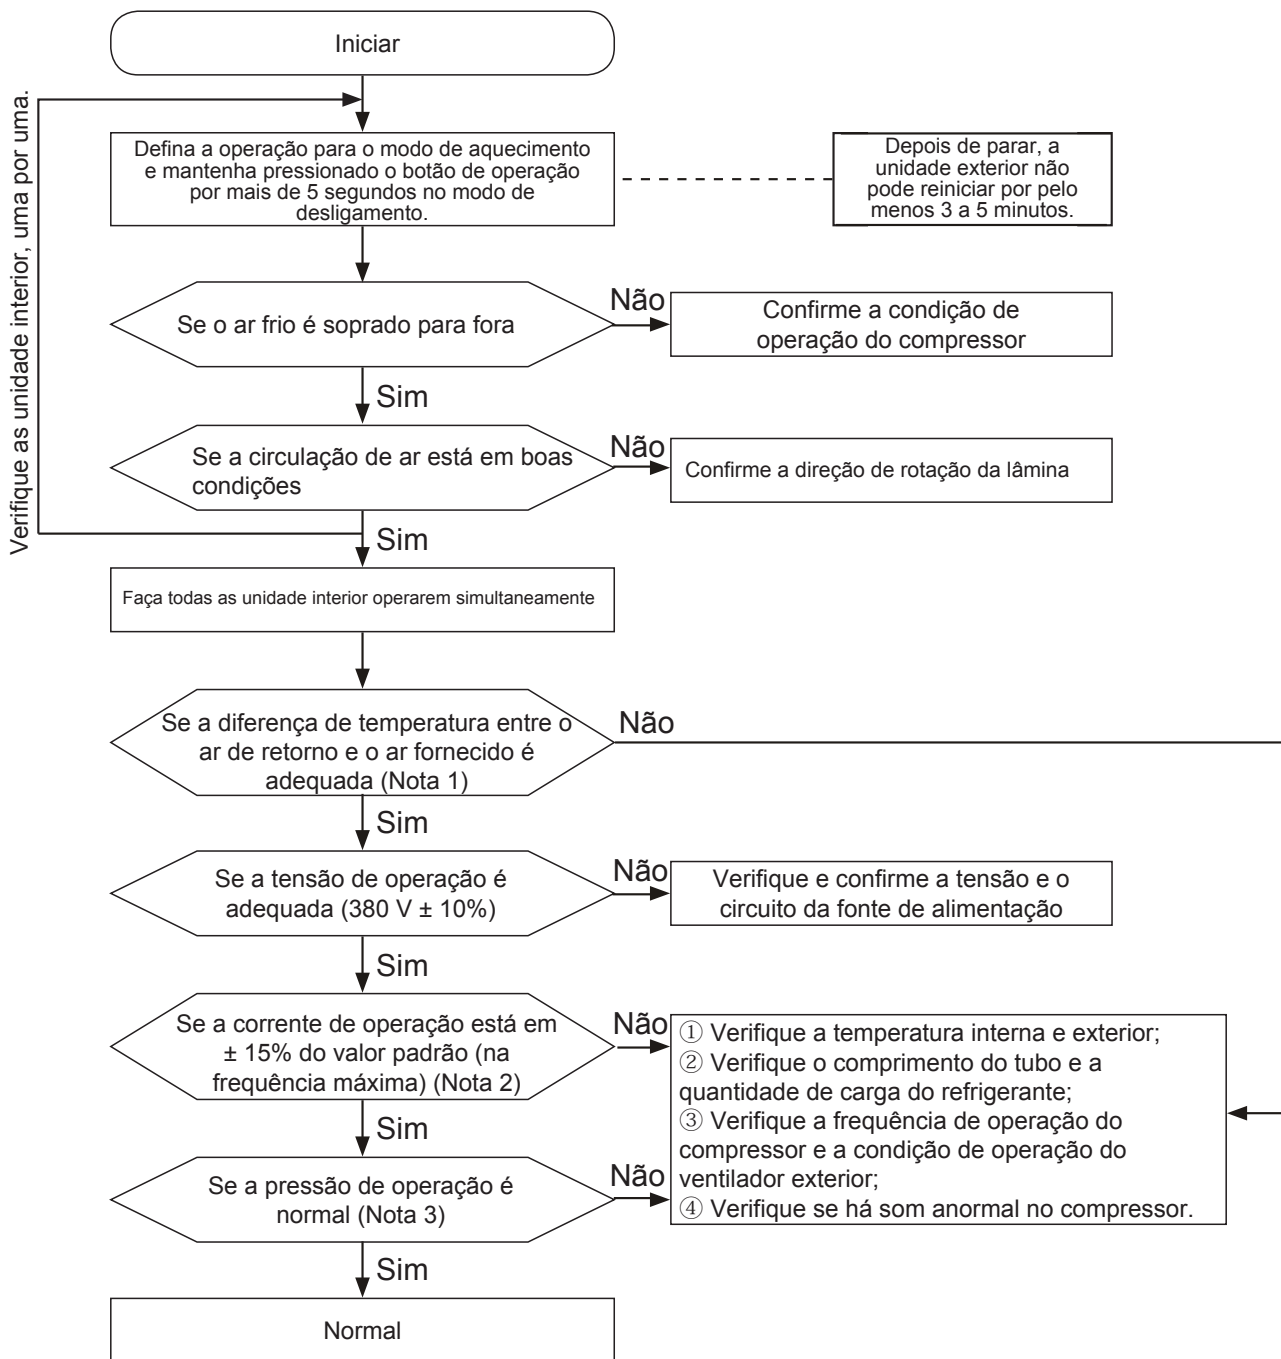 Iniciar
Verifique as unidade interior, uma por uma.
Defina a operação para o modo de aquecimento
e mantenha pressionado o botão de operação
por mais de 5 segundos no modo de
desligamento.
Depois de parar, a
unidade exterior não
pode reiniciar por pelo
menos 3 a 5 minutos.
Se o ar frio é soprado para fora
Não
Confirme a condição de
operação do compressor
Sim
Se a circulação de ar está em boas
condições
Não
Confirme a direção de rotação da lâmina
Sim
Faça todas as unidade interior operarem simultaneamente
Se a diferença de temperatura entre o
ar de retorno e o ar fornecido é
adequada (Nota 1)
Não
Sim
Se a tensão de operação é
adequada (380 V ± 10%)
Não
Verifique e confirme a tensão e o
circuito da fonte de alimentação
Sim
Se a corrente de operação está em
± 15% do valor padrão (na
frequência máxima) (Nota 2)
Não
① Verifique a temperatura interna e exterior;
② Verifique o comprimento do tubo e a
quantidade de carga do refrigerante;
③ Verifique a frequência de operação do
compressor e a condição de operação do
ventilador exterior;
④ Verifique se há som anormal no compressor.
Sim
Se a pressão de operação é
normal (Nota 3)
Não
Sim
Normal